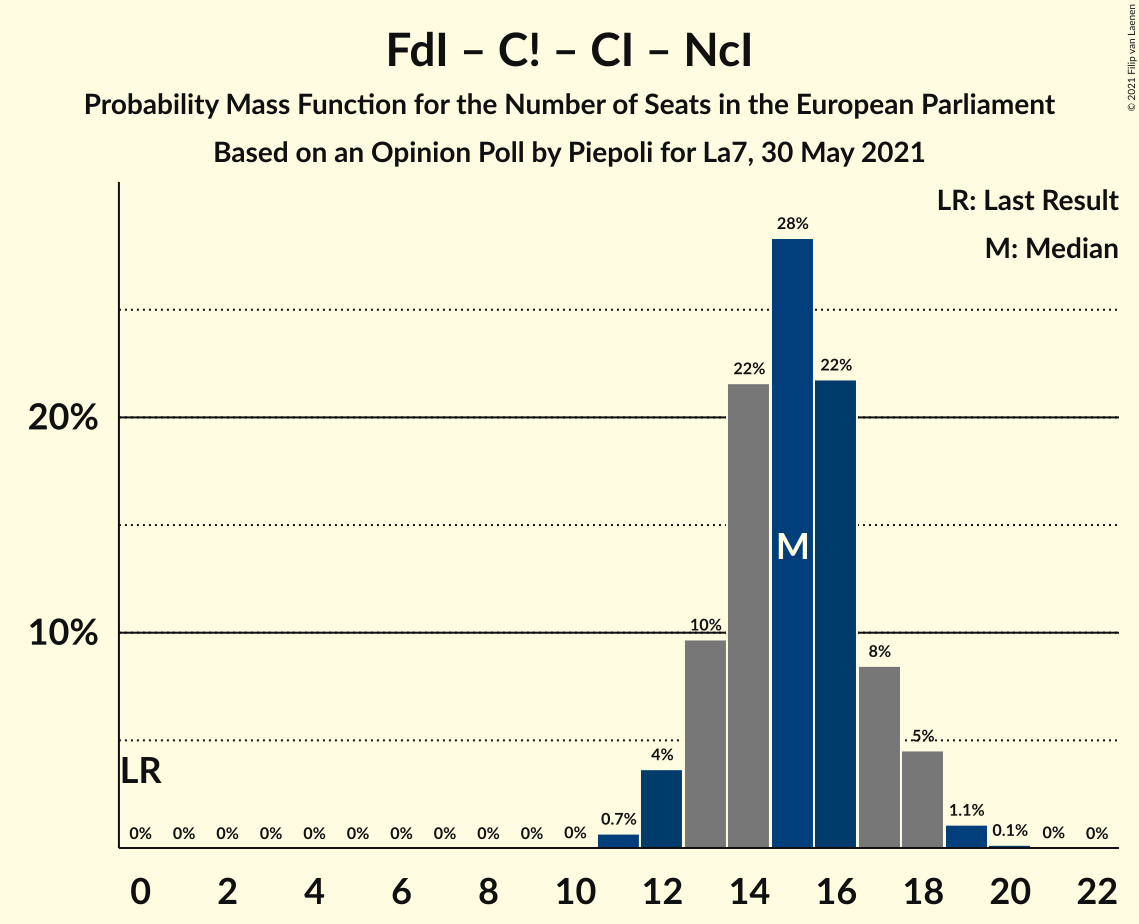 FdI – C! – CI – NcI
Probability Mass Function for the Number of Seats in the European Parliament
Based on an Opinion Poll by Piepoli for La7, 30 May 2021
© 2021 Filip van Laenen
LR: Last Result
M: Median
20%
10%
LR
M
0% 0% 0% 0% 0% 0% 0% 0% 0% 0% 0% 0.7% 4% 10% 22% 28% 22% 8% 5% 1.1% 0.1% 0% 0%
0 2 4 6 8 10 12 14 16 18 20 22